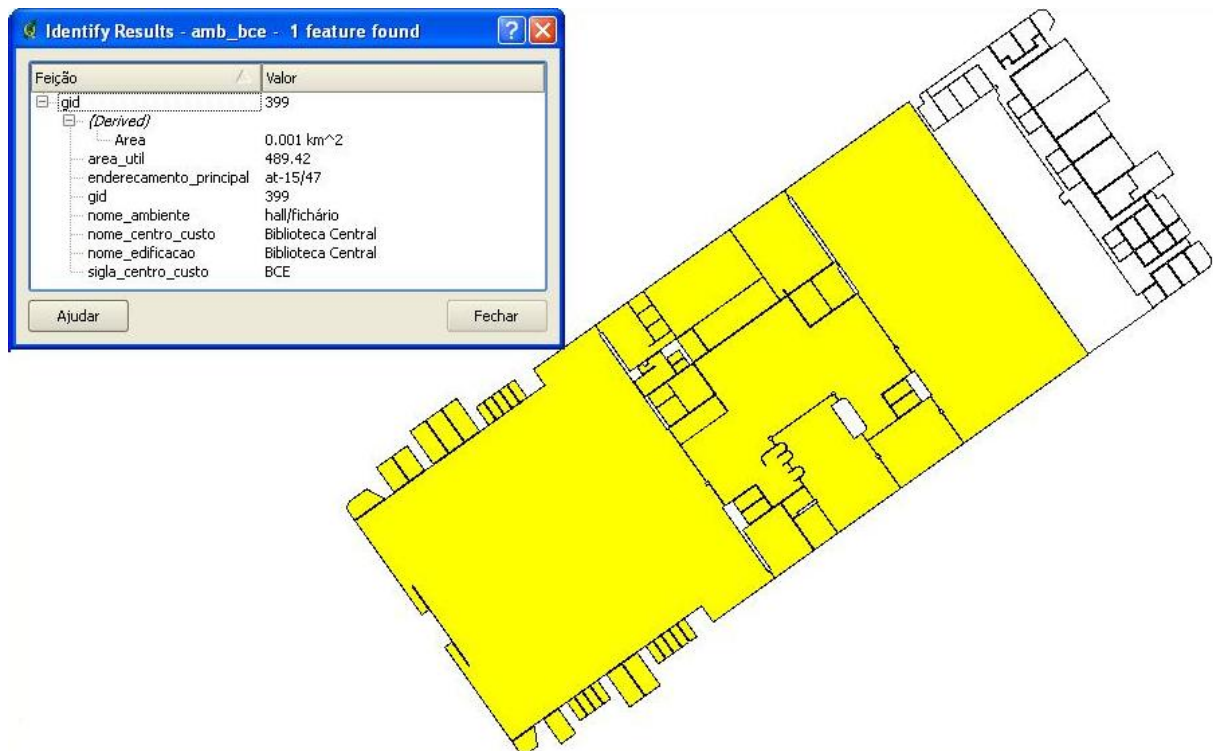 Identify Results - amb_bce - 1 feature found
Feição Valor
gid 399
(Derived)
Area 0.001 km^2
area_util 489.42
enderecamento_principal at-15/47
gid 399
nome_ambiente hall/fichário
nome_centro_custo Biblioteca Central
nome_edificacao Biblioteca Central
sigla_centro_custo BCE
Ajudar Fechar